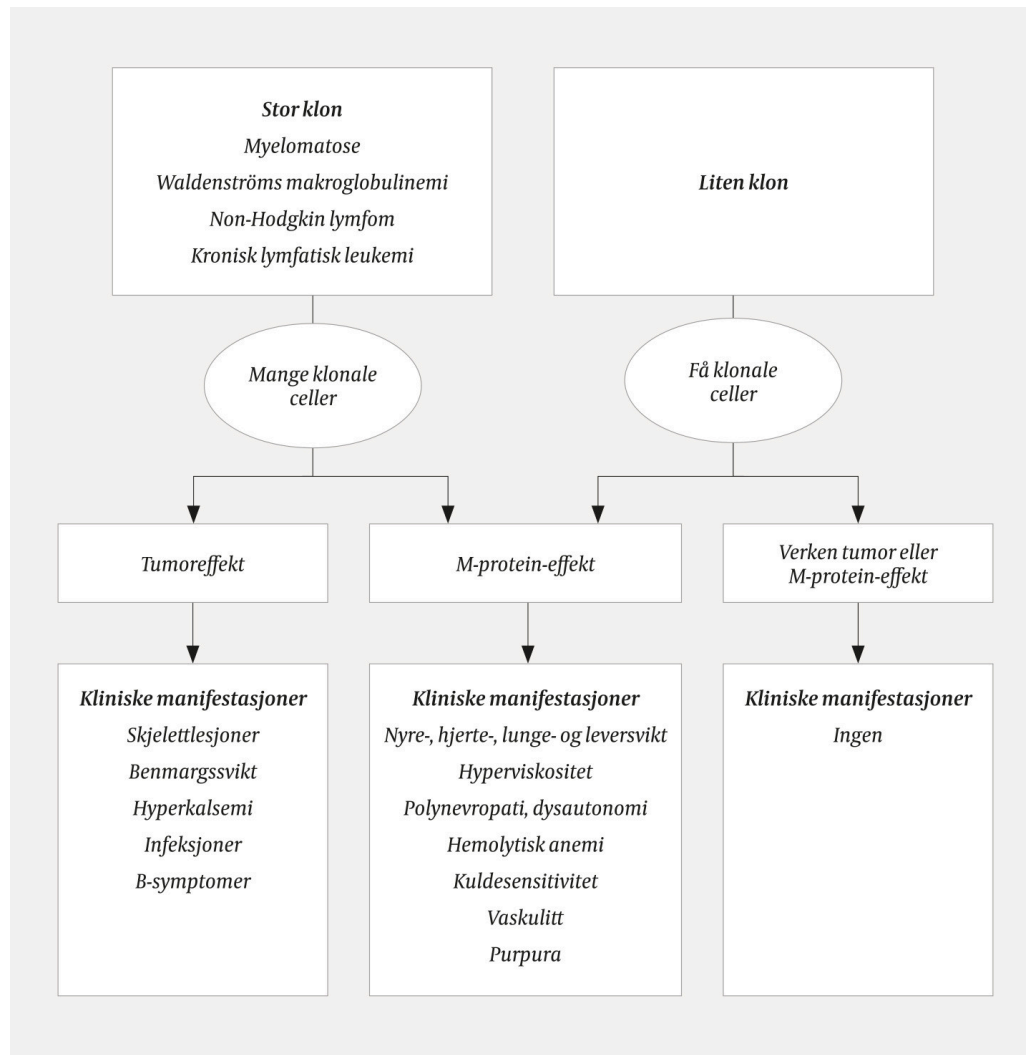 Stor klon
Myelomatose
Waldenströms makroglobulinemi
Non-Hodgkin lymfom
Kronisk lymfatisk leukemi
Liten klon
Mange klonale
celler
Få klonale
celler
Tumoreffekt
M-protein-effekt
Verken tumor eller
M-protein-effekt
Kliniske manifestasjoner
Skjelettlesjoner
Benmargssvikt
Hyperkalsemi
Infeksjoner
B-symptomer
Kliniske manifestasjoner
Nyre-, hjerte-, lunge- og leversvikt
Hyperviskositet
Polynevropati, dysautonomi
Hemolytisk anemi
Kuldesensitivitet
Vaskulitt
Purpura
Kliniske manifestasjoner
Ingen